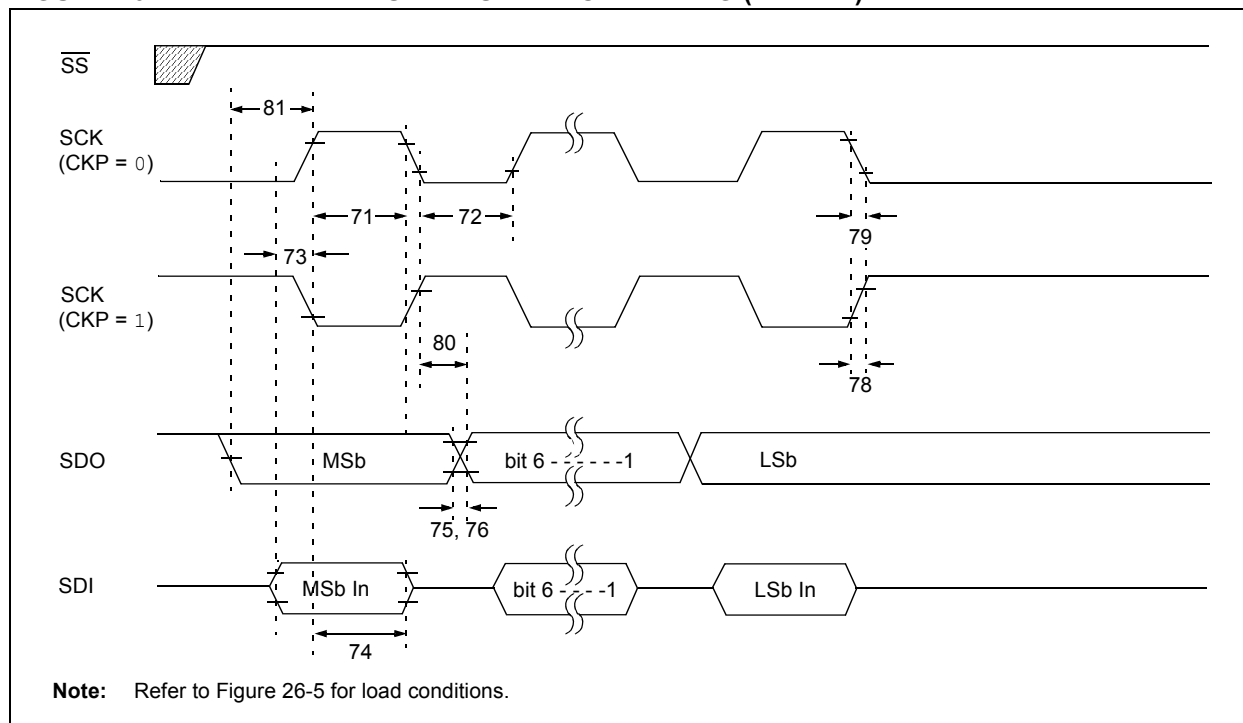 SS
81
SCK
(CKP = 0)
71
72
79
73
SCK
(CKP = 1)
80
78
SDO
MSb
bit 6 - - - - - -1
LSb
75, 76
SDI
MSb In
bit 6 - - - - -1
LSb In
74
Note: Refer to Figure 26-5 for load conditions.